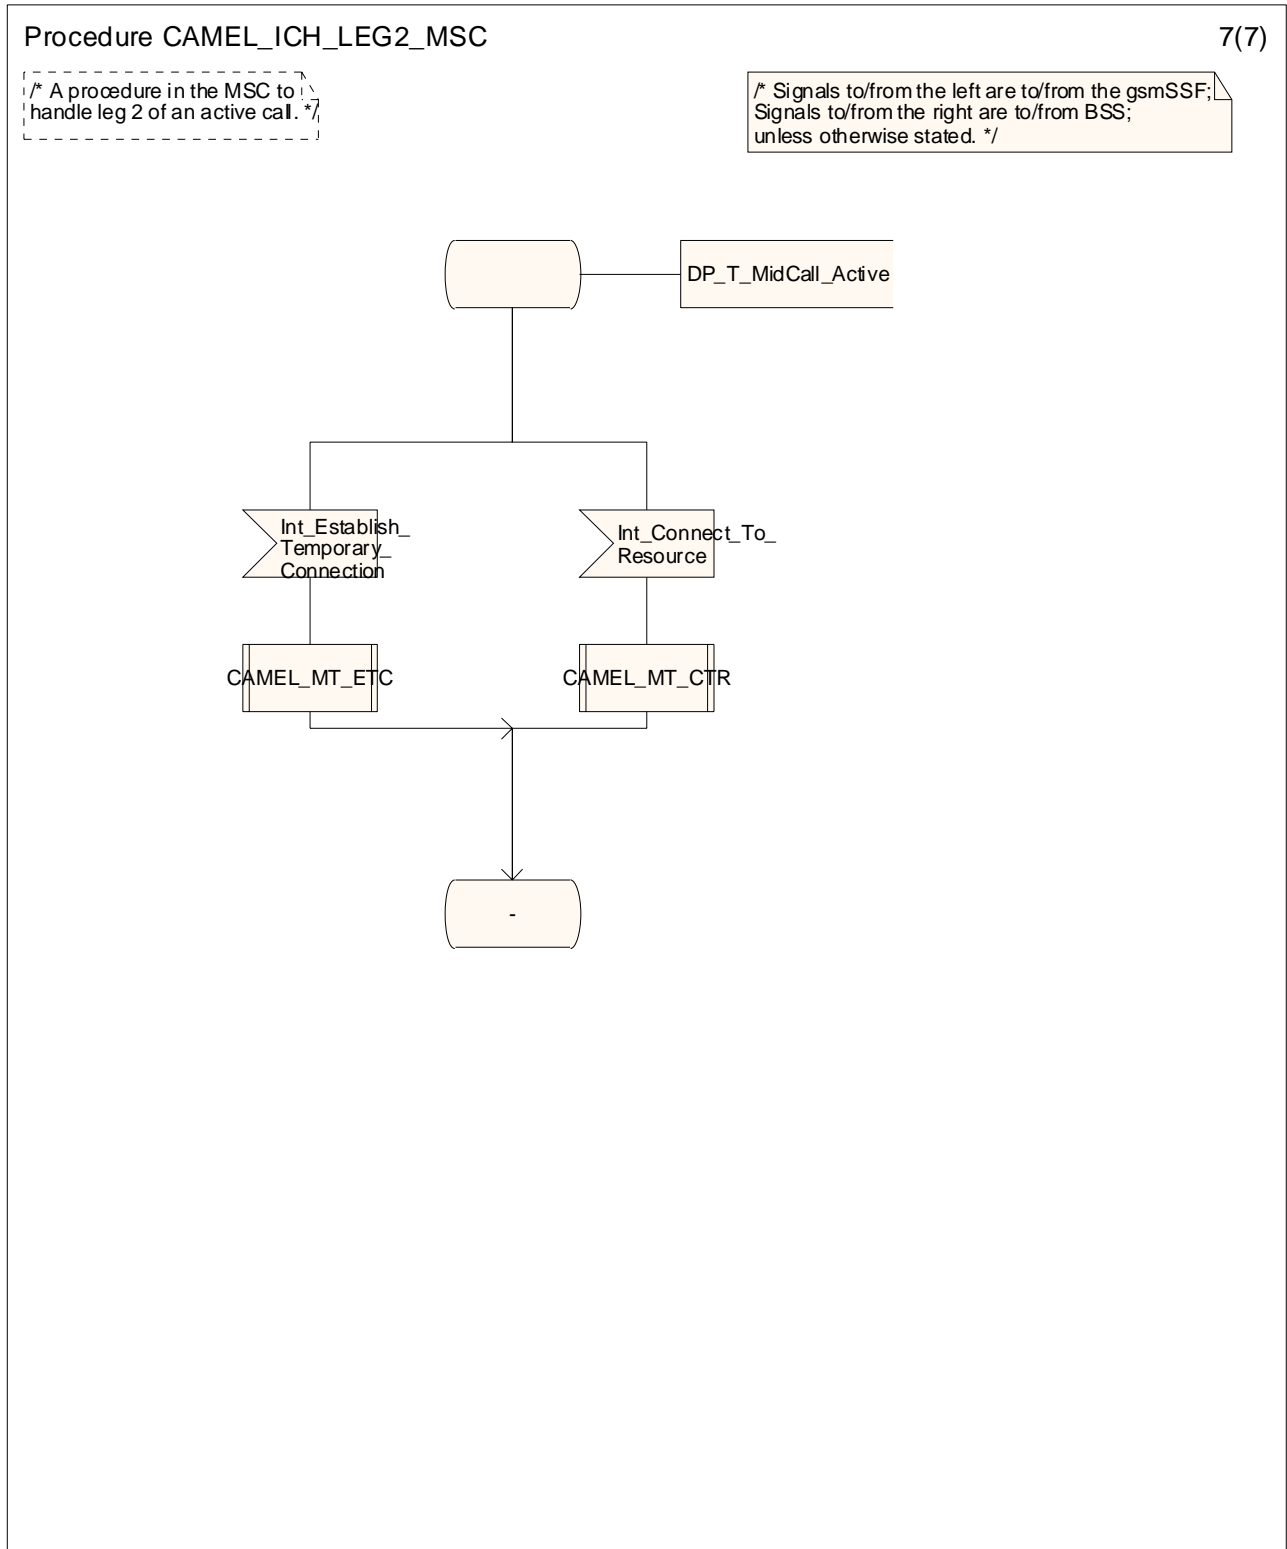 Procedure CAMEL_ICH_LEG2_MSC
7(7)
/* A procedure in the MSC to
handle leg 2 of an active call. */
/* Signals to/from the left are to/from the gsmSSF;
Signals to/from the right are to/from BSS;
unless otherwise stated. */
DP_T_MidCall_Active
Int_Establish_
Temporary_
Connection
Int_Connect_To_
Resource
CAMEL_MT_ETC
CAMEL_MT_CTR
-